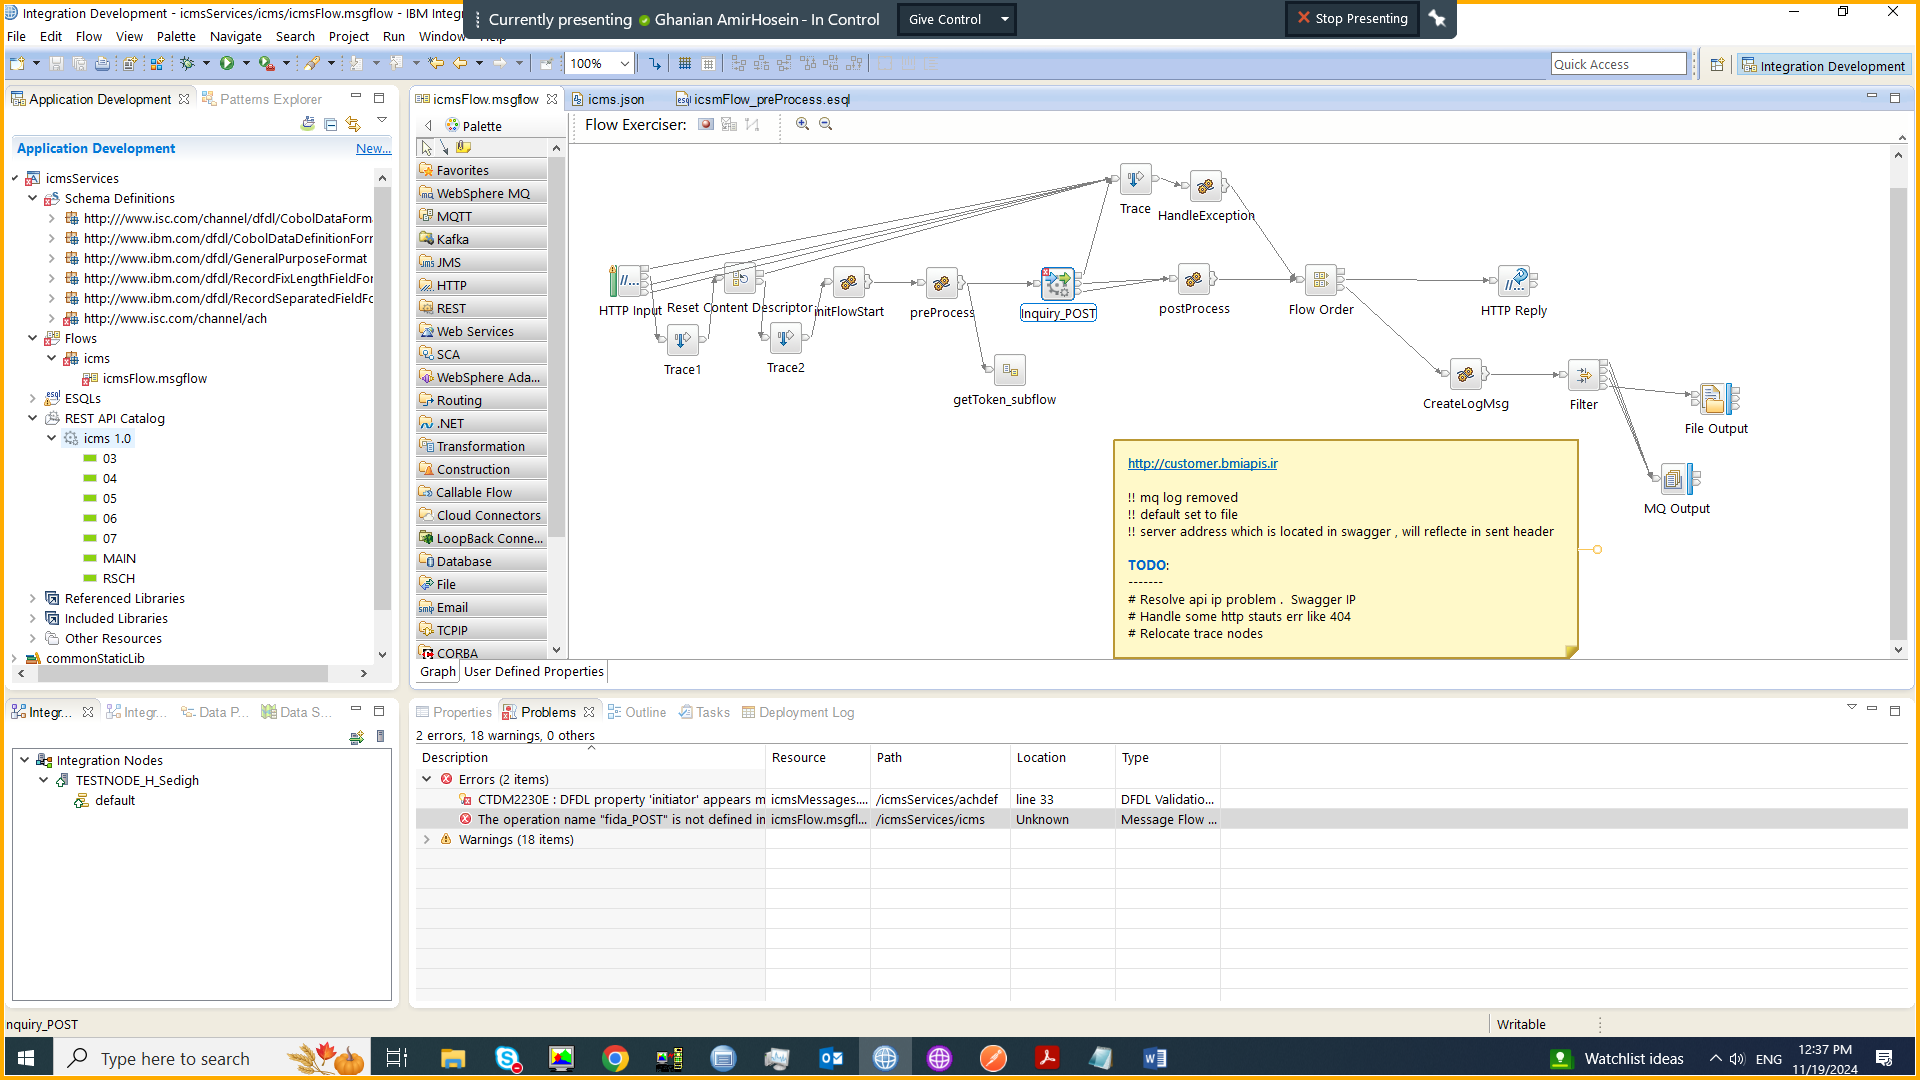 Integration Development - icmsServices/icms/icmsFlow.msgflow - IBM Integ
Currently presenting Ghanian AmirHosein - In Control
Give Control
Stop Presenting
File Edit Flow View Palette Navigate Search Project Run Window Help
100%
Quick Access
Integration Development
Application Development
Patterns Explorer
Application Development
New...
icmsServices
Schema Definitions
http:///www.isc.com/channel/dfdl/CobolDataForm
http://www.ibm.com/dfdl/CobolDataDefinitionForr
http://www.ibm.com/dfdl/GeneralPurposeFormat
http://www.ibm.com/dfdl/RecordFixLengthFieldFor
http://www.ibm.com/dfdl/RecordSeparatedFieldFc
http://www.isc.com/channel/ach
Flows
icms
icmsFlow.msgflow
ESQLs
REST API Catalog
icms 1.0
03
04
05
06
07
MAIN
RSCH
Referenced Libraries
Included Libraries
Other Resources
commonStaticLib
icmsFlow.msgflow
icms.json
icsmFlow_preProcess.esql
Palette
Flow Exerciser:
Favorites
WebSphere MQ
MQTT
Kafka
JMS
HTTP
REST
Web Services
SCA
WebSphere Ada...
Routing
.NET
Transformation
Construction
Callable Flow
Cloud Connectors
LoopBack Conne...
Database
File
Email
TCPIP
CORBA
Trace
HandleException
HTTP Input
Reset Content Descriptor
initFlowStart
preProcess
Inquiry_POST
postProcess
Flow Order
HTTP Reply
Trace1
Trace2
getToken_subflow
CreateLogMsg
Filter
File Output
MQ Output
http://customer.bmiapis.ir
!! mq log removed
!! default set to file
!! server address which is located in swagger , will reflecte in sent header
TODO:
-------
# Resolve api ip problem . Swagger IP
# Handle some http stauts err like 404
# Relocate trace nodes
Graph
User Defined Properties
Integr...
Integr...
Data P...
Data S...
Integration Nodes
TESTNODE_H_Sedigh
default
Properties
Problems
Outline
Tasks
Deployment Log
2 errors, 18 warnings, 0 others
Description Resource Path Location Type
Errors (2 items)
CTDM2230E : DFDL property 'initiator' appears m icmsMessages.... /icmsServices/achdef line 33 DFDL Validatio...
The operation name "fida_POST" is not defined in icmsFlow.msgfl... /icmsServices/icms Unknown Message Flow ...
Warnings (18 items)
nquiry_POST
Writable
Type here to search
Watchlist ideas
ENG
12:37 PM
11/19/2024